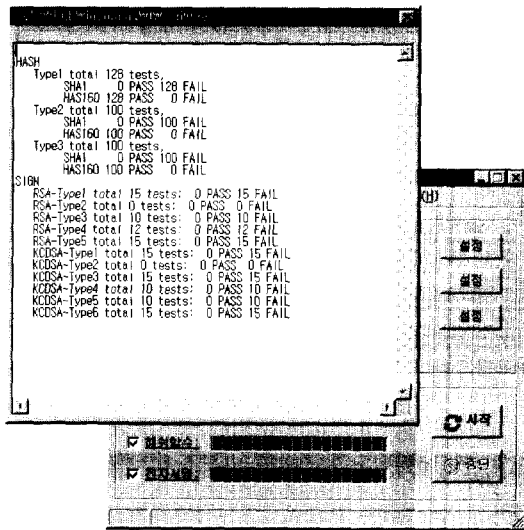 HASH
Type1 total 128 tests,
SHA1 0 PASS 128 FAIL
HAS160 128 PASS 0 FAIL
Type2 total 100 tests,
SHA1 0 PASS 100 FAIL
HAS160 100 PASS 0 FAIL
Type3 total 100 tests,
SHA1 0 PASS 100 FAIL
HAS160 100 PASS 0 FAIL
SIGN
RSA-Type1 total 15 tests: 0 PASS 15 FAIL
RSA-Type2 total 0 tests: 0 PASS 0 FAIL
RSA-Type3 total 10 tests: 0 PASS 10 FAIL
RSA-Type4 total 12 tests: 0 PASS 12 FAIL
RSA-Type5 total 15 tests: 0 PASS 15 FAIL
KCDSA-Type1 total 15 tests: 0 PASS 15 FAIL
KCDSA-Type2 total 0 tests: 0 PASS 0 FAIL
KCDSA-Type3 total 15 tests: 0 PASS 15 FAIL
KCDSA-Type4 total 10 tests: 0 PASS 10 FAIL
KCDSA-Type5 total 10 tests: 0 PASS 10 FAIL
KCDSA-Type6 total 15 tests: 0 PASS 15 FAIL
(H)
설정
설정
설정
시작
중단
해쉬함수:
전자서명: